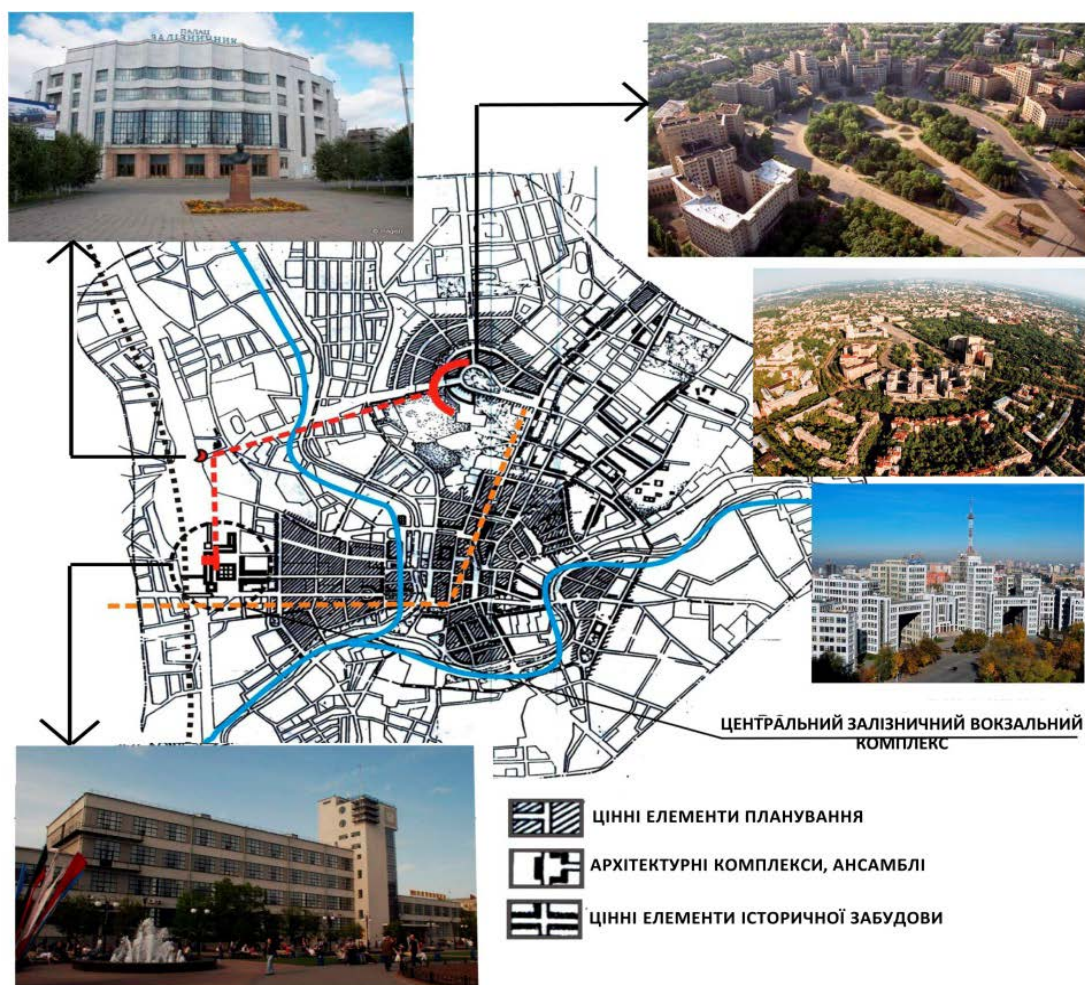 ПАЛАЦ
ЗАЛІЗНИЧНИКІВ
ЦЕНТРАЛЬНИЙ ЗАЛІЗНИЧНИЙ ВОКЗАЛЬНИЙ
КОМПЛЕКС
ЦІННІ ЕЛЕМЕНТИ ПЛАНУВАННЯ
АРХІТЕКТУРНІ КОМПЛЕКСИ, АНСАМБЛІ
ЦІННІ ЕЛЕМЕНТИ ІСТОРИЧНОЇ ЗАБУДОВИ